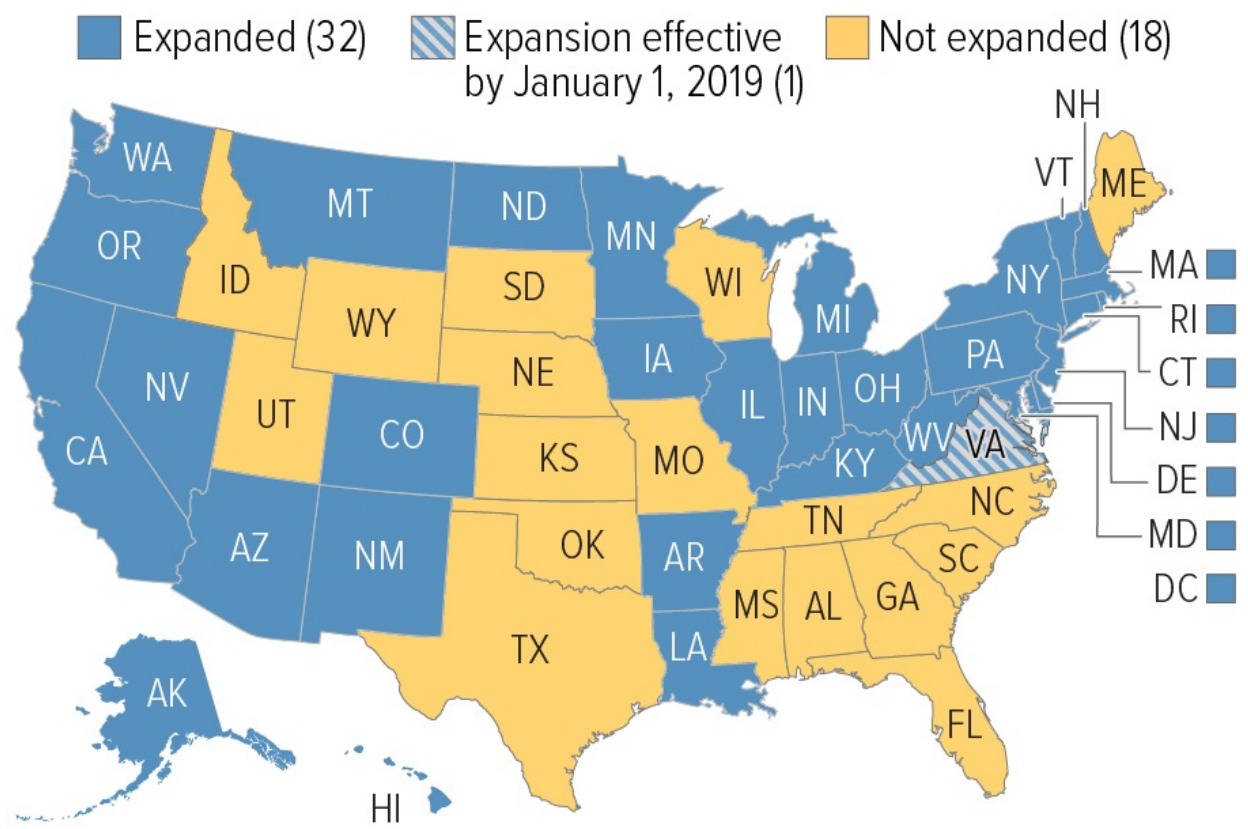 Expanded (32)
Expansion effective
by January 1, 2019 (1)
Not expanded (18)
NH
VT
ME
WA
MT
ND
MN
OR
ID
SD
WI
NY
MA
WY
MI
RI
IA
PA
CT
NE
NV
UT
CO
IL
IN
OH
NJ
CA
KS
MO
KY
WV
VA
DE
AZ
NM
OK
AR
TN
NC
MD
SC
MS
AL
GA
DC
TX
LA
AK
FL
HI